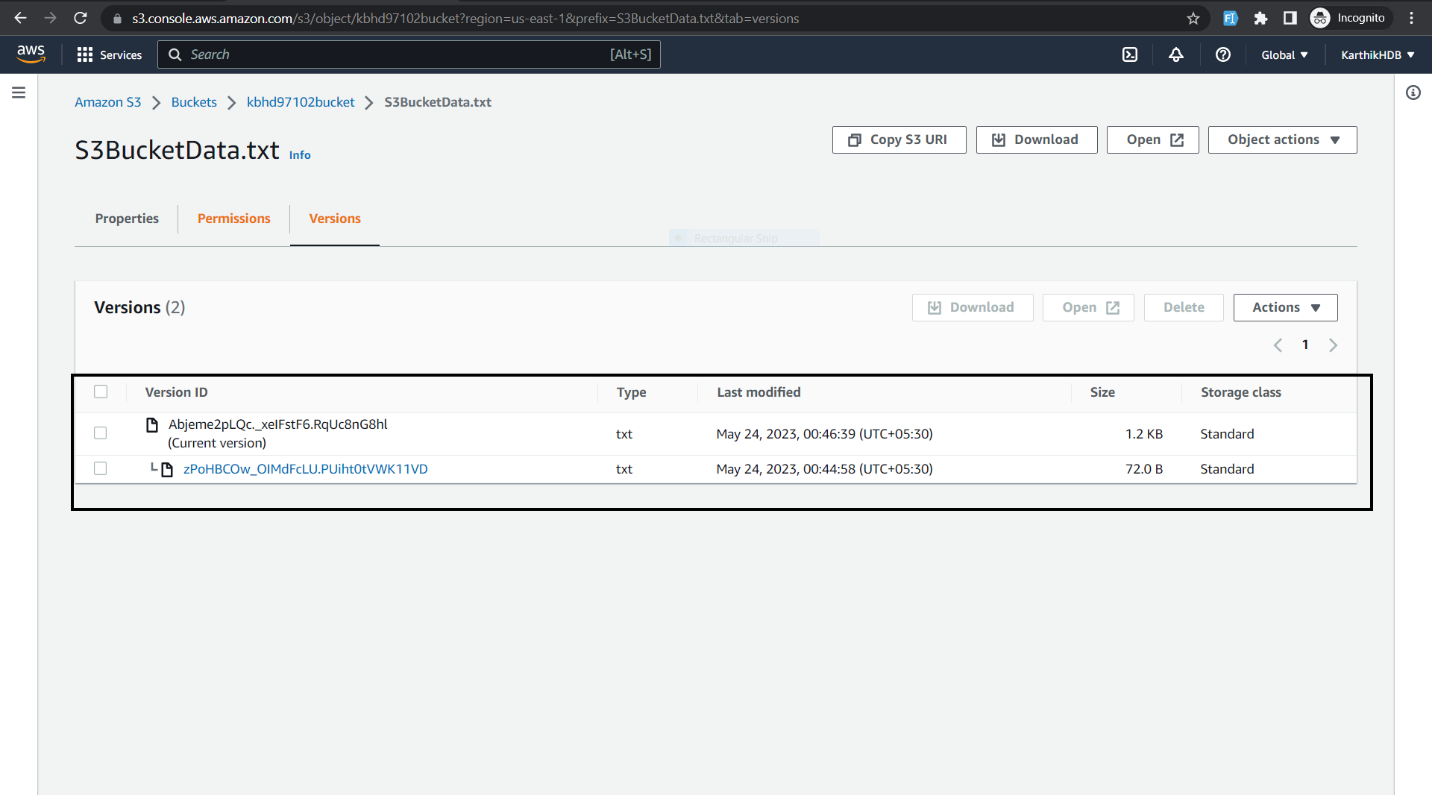 s3.console.aws.amazon.com/s3/object/kbhd97102bucket?region=us-east-1&prefix=S3BucketData.txt&tab=versions
Incognito
aws Services Search [Alt+S] Global KarthikHDB
Amazon S3 Buckets kbhd97102bucket S3BucketData.txt
S3BucketData.txt Info
Copy S3 URI Download Open Object actions
Properties Permissions Versions
Rectangular Snip
Versions (2) Download Open Delete Actions
1
Version ID Type Last modified Size Storage class
Abjeme2pLQc._xeIFstF6.RqUc8nG8hl
(Current version) txt May 24, 2023, 00:46:39 (UTC+05:30) 1.2 KB Standard
zPoHBCOw_OIMdFcLU.PUiht0tVWK11VD txt May 24, 2023, 00:44:58 (UTC+05:30) 72.0 B Standard